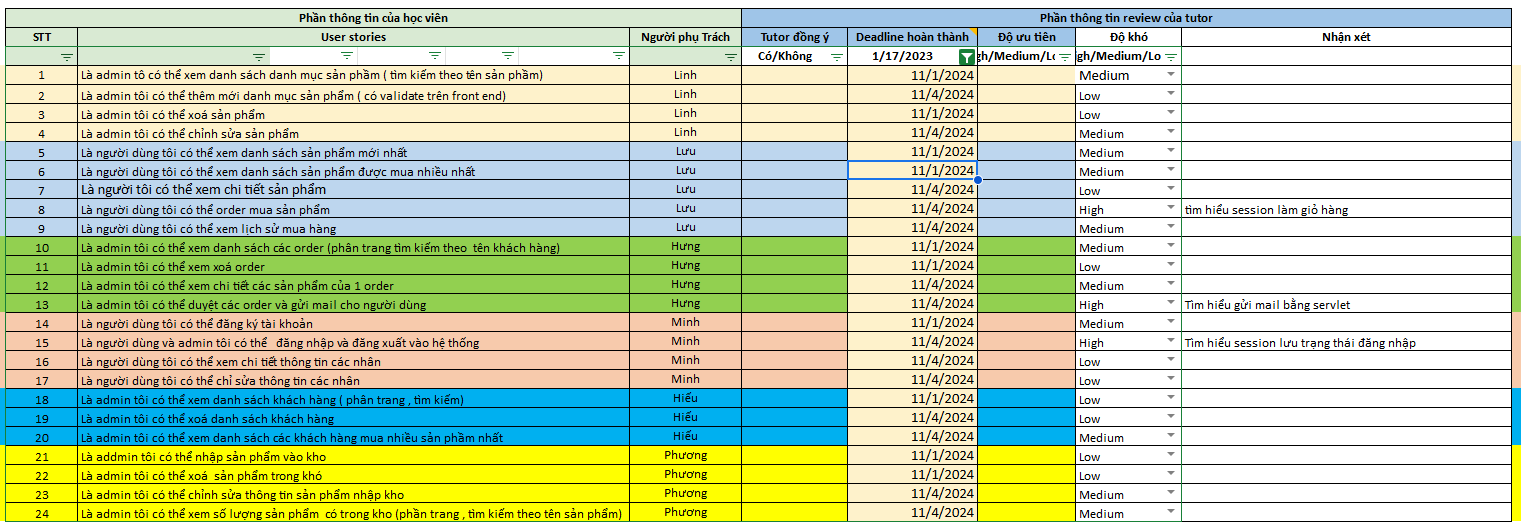 Phần thông tin của học viên Phần thông tin review của tutor
STT User stories Người phụ Trách Tutor đồng ý Deadline hoàn thành Độ ưu tiên Độ khó Nhận xét
Có/Không 1/17/2023 gh/Medium/Lo gh/Medium/Lo
1 Là admin tô có thể xem danh sách danh mục sản phầm ( tìm kiếm theo tên sản phầm) Linh 11/1/2024 Medium
2 Là admin tôi có thể thêm mới danh mục sản phẩm ( có validate trên front end) Linh 11/4/2024 Low
3 Là admin tôi có thể xoá sản phẩm Linh 11/1/2024 Low
4 Là admin tôi có thể chỉnh sửa sản phẩm Linh 11/4/2024 Medium
5 Là người dùng tôi có thể xem danh sách sản phẩm mới nhất Lưu 11/1/2024 Medium
6 Là người dùng tôi có thể xem danh sách sản phẩm được mua nhiều nhất Lưu 11/1/2024 Medium
7 Là người tôi có thể xem chi tiết sản phẩm Lưu 11/4/2024 Low
8 Là người dùng tôi có thể order mua sản phẩm Lưu 11/4/2024 High tìm hiểu session làm giỏ hàng
9 Là người dùng tôi có thể xem lịch sử mua hàng Lưu 11/4/2024 Medium
10 Là admin tôi có thể xem danh sách các order (phân trang tìm kiếm theo tên khách hàng) Hưng 11/1/2024 Medium
11 Là admin tôi có thể xem xoá order Hưng 11/1/2024 Low
12 Là admin tôi có thể xem chi tiết các sản phẩm của 1 order Hưng 11/4/2024 Medium
13 Là admin tôi có thể duyệt các order và gửi mail cho người dùng Hưng 11/4/2024 High Tìm hiểu gửi mail bằng servlet
14 Là người dùng tôi có thể đăng ký tài khoản Minh 11/1/2024 Medium
15 Là người dùng và admin tôi có thể đăng nhập và đăng xuất vào hệ thống Minh 11/4/2024 High Tìm hiểu session lưu trạng thái đăng nhập
16 Là người dùng tôi có thể xem chi tiết thông tin các nhân Minh 11/4/2024 Low
17 Là người dùng tôi có thể chỉ sửa thông tin các nhân Minh 11/4/2024 Low
18 Là admin tôi có thể xem danh sách khách hàng ( phân trang , tìm kiếm) Hiếu 11/1/2024 Low
19 Là admin tôi có thể xoá danh sách khách hàng Hiếu 11/4/2024 Low
20 Là admin tôi có thể xem danh sách các khách hàng mua nhiều sản phầm nhất Hiếu 11/4/2024 Medium
21 Là addmin tôi có thể nhập sản phẩm vào kho Phương 11/1/2024 Low
22 Là admin tôi có thể xoá sản phẩm trong khó Phương 11/1/2024 Low
23 Là admin tôi có thể chỉnh sửa thông tin sản phẩm nhập kho Phương 11/4/2024 Medium
24 Là admin tôi có thể xem số lượng sản phẩm có trong kho (phần trang , tìm kiếm theo tên sản phẩm) Phương 11/4/2024 Medium